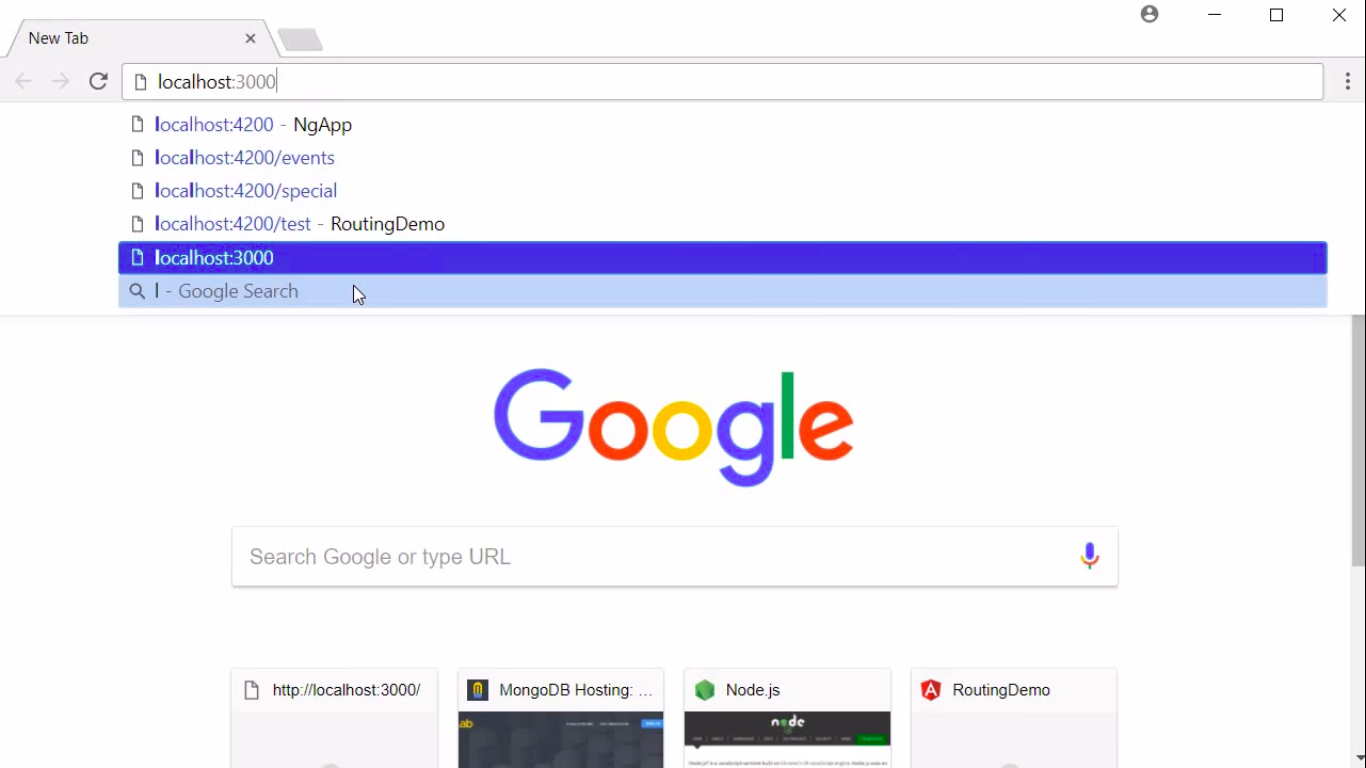 New Tab
localhost:3000
localhost:4200 - NgApp
localhost:4200/events
localhost:4200/special
localhost:4200/test - RoutingDemo
localhost:3000
l - Google Search
Google
Search Google or type URL
http://localhost:3000/ MongoDB Hosting: ... Node.js RoutingDemo
ab node